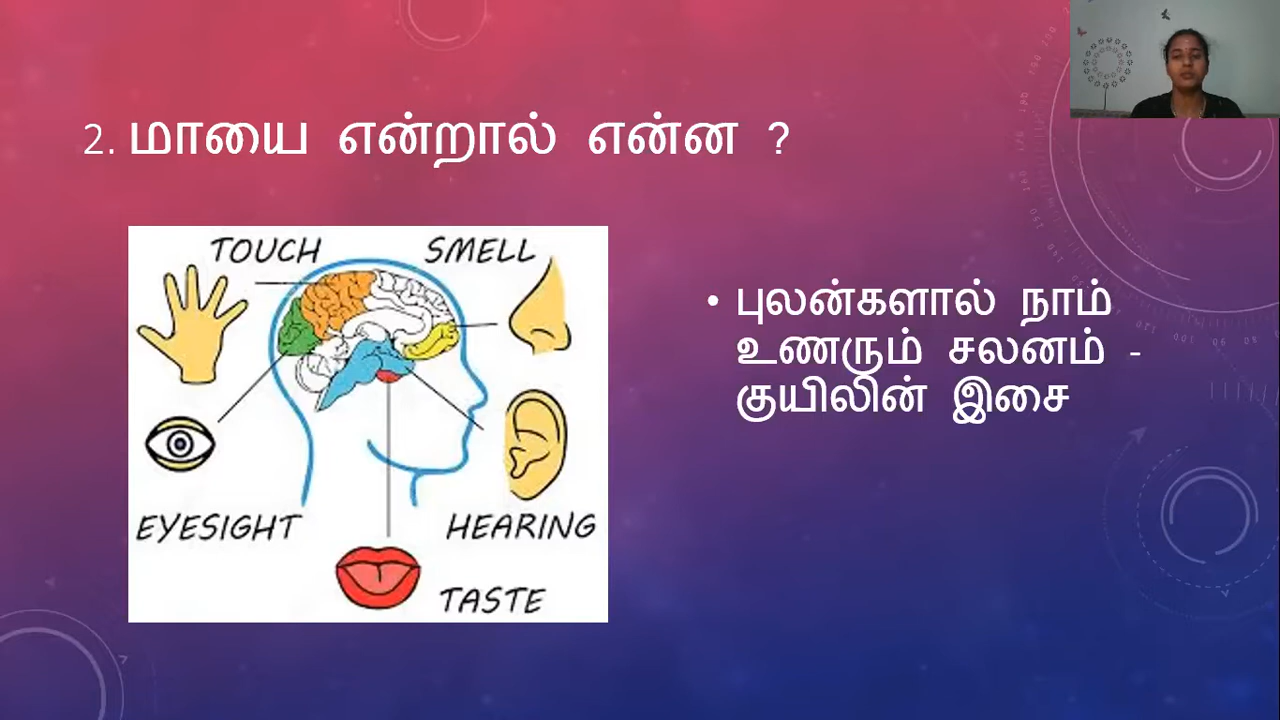 2. மாயை என்றால் என்ன ?
TOUCH
SMELL
EYESIGHT
HEARING
TASTE
• புலன்களால் நாம்
உணரும் சலனம் -
குயிலின் இசை